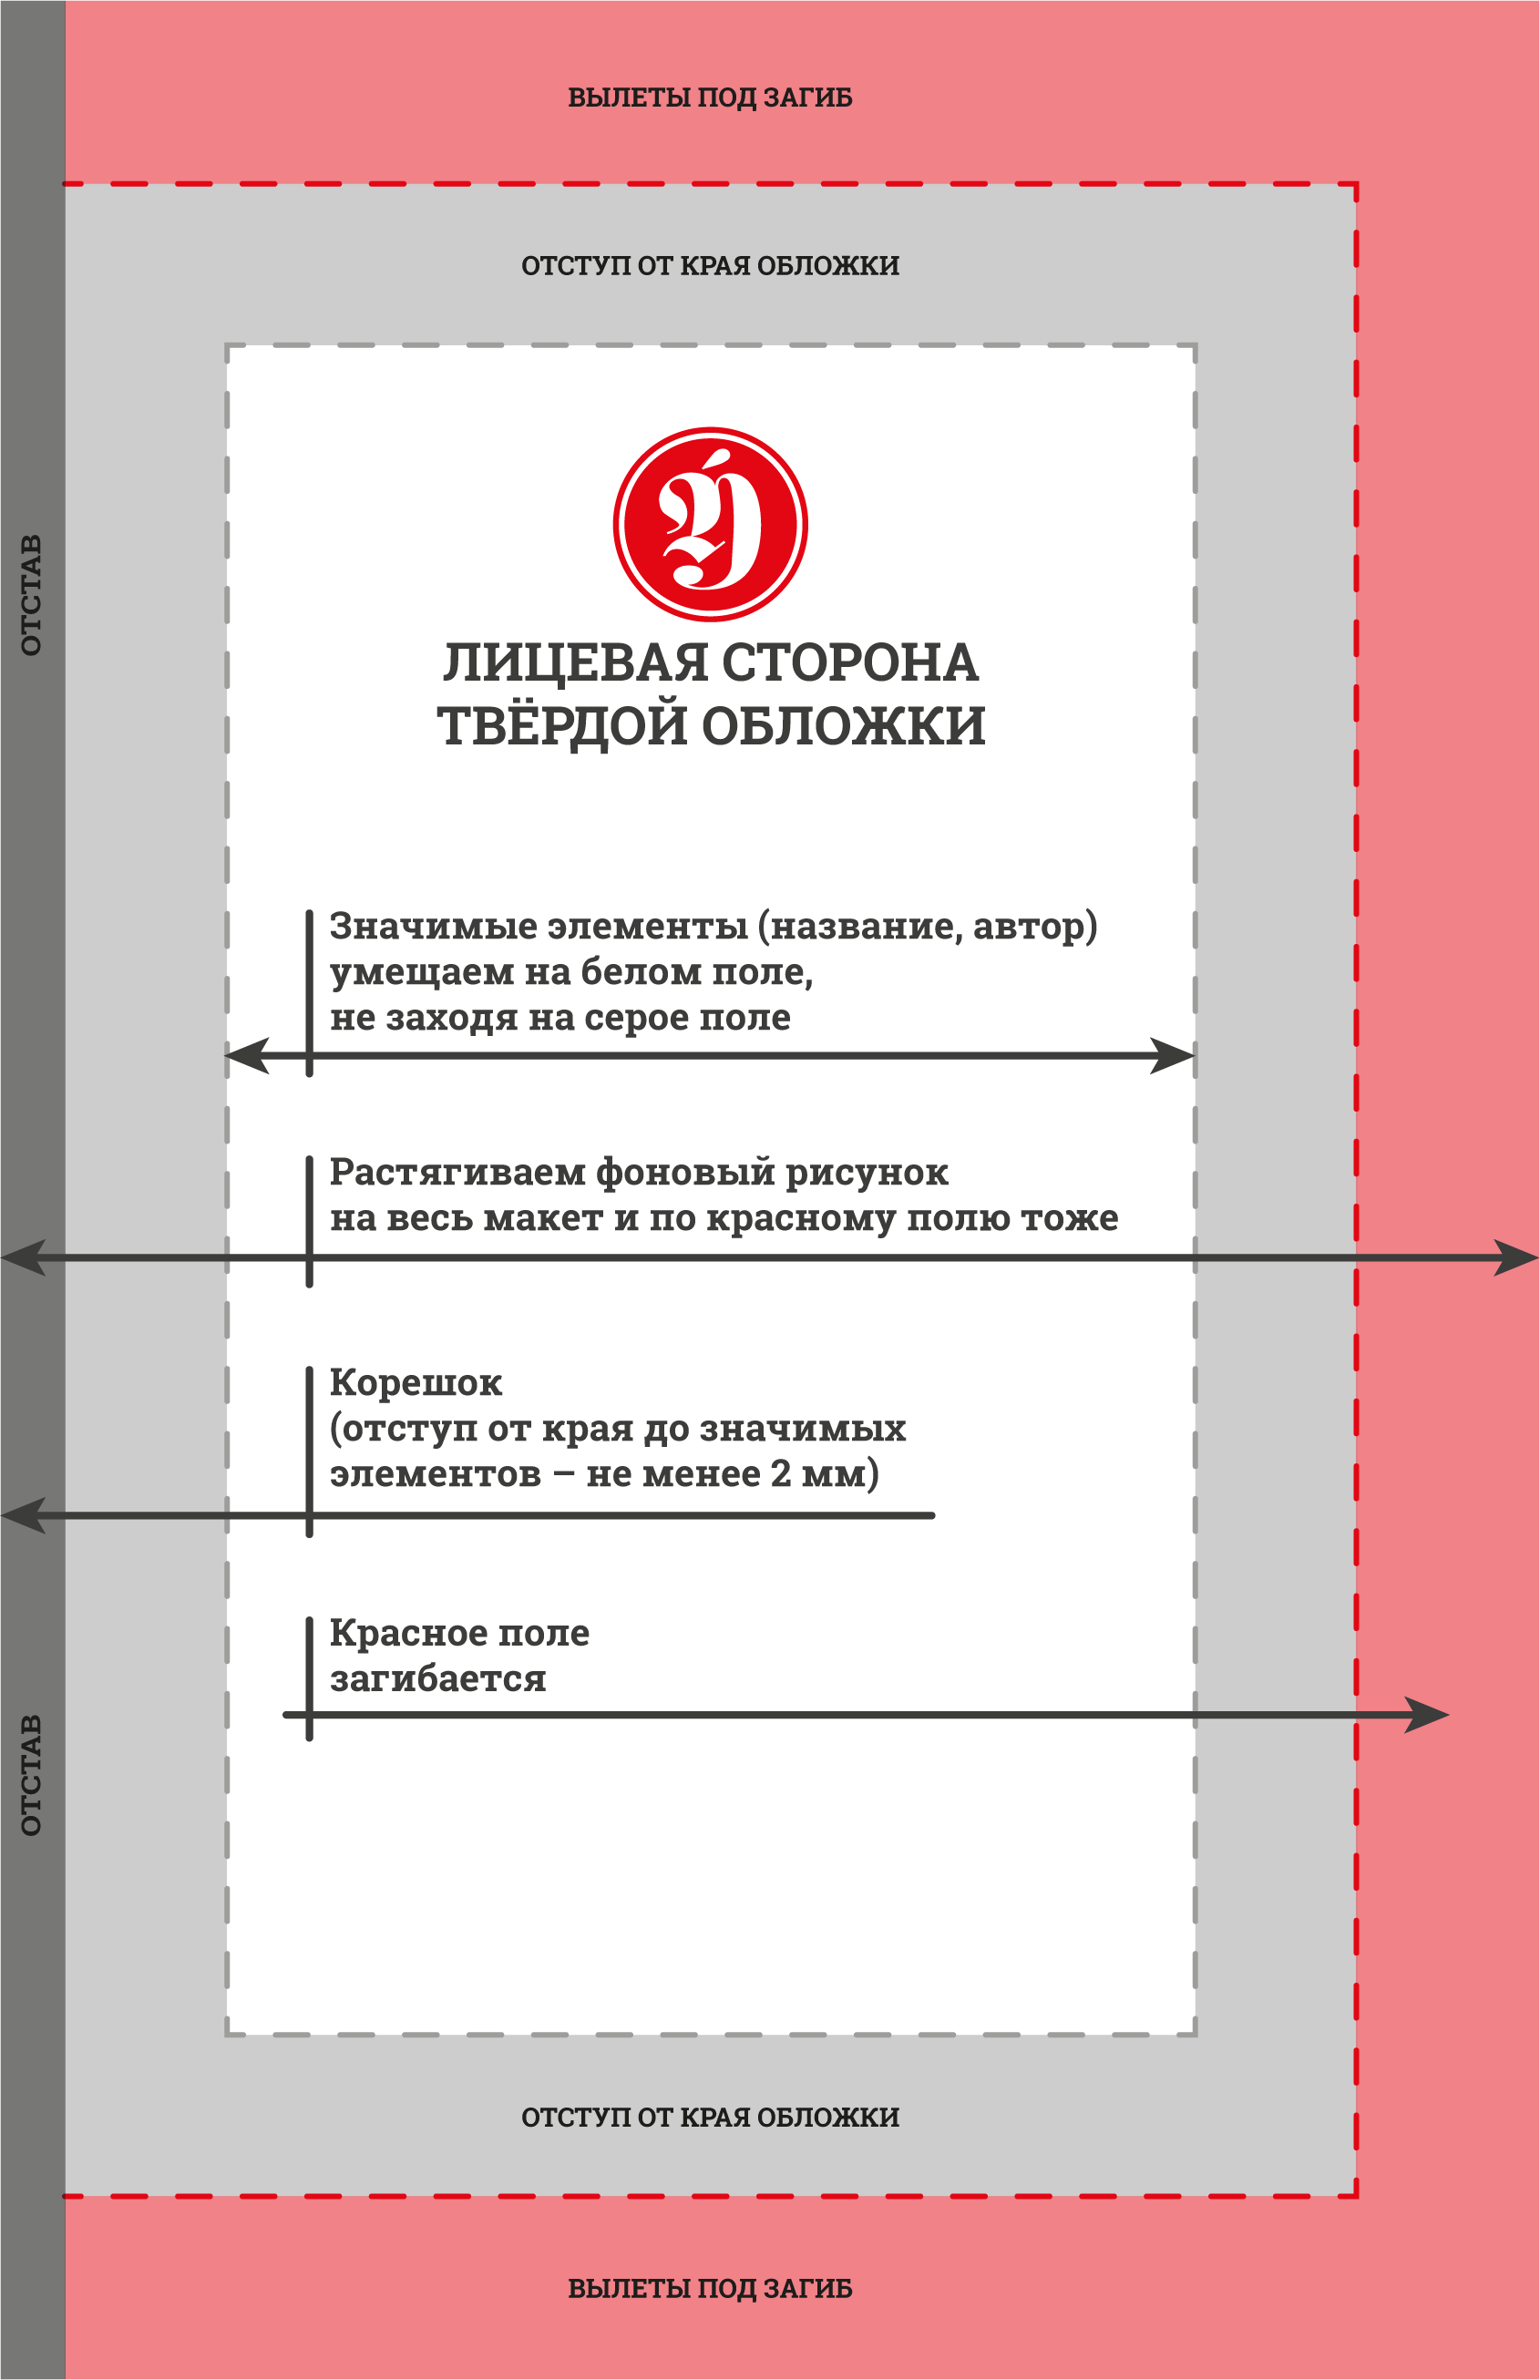 ВЫЛЕТЫ ПОД ЗАГИБ
ОТСТУП ОТ КРАЯ ОБЛОЖКИ
ОТСТАВ
ЛИЦЕВАЯ СТОРОНА
ТВЁРДОЙ ОБЛОЖКИ
Значимые элементы (название, автор)
умещаем на белом поле,
не заходя на серое поле
Растягиваем фоновый рисунок
на весь макет и по красному полю тоже
Корешок
(отступ от края до значимых
элементов – не менее 2 мм)
Красное поле
загибается
ОТСТАВ
ОТСТУП ОТ КРАЯ ОБЛОЖКИ
ВЫЛЕТЫ ПОД ЗАГИБ